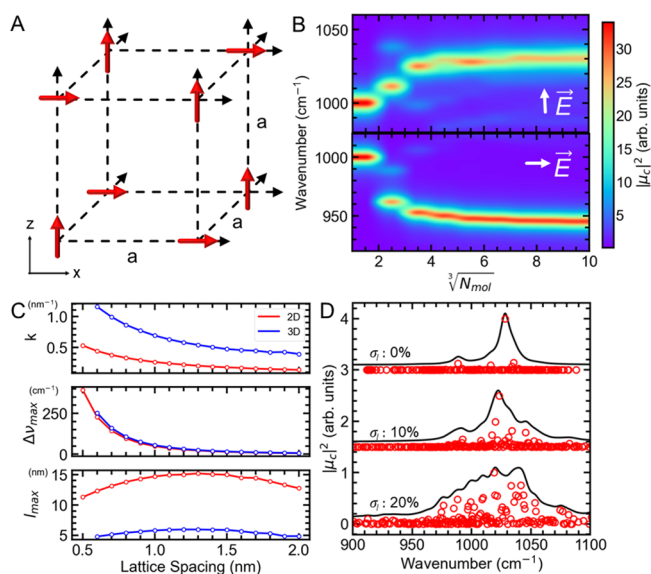 A
a
a
a
z
x
B
1050
1000
1000
950
Wavenumber (cm⁻¹)
E
E
2 4 6 8 10
∛N_mol
30
25
20
15
10
5
0
|μ_c|² (arb. units)
C
(nm⁻¹)
1.0
0.5
k
2D
3D
(cm⁻¹)
250
0
Δν_max
(nm)
15
10
5
l_max
0.5 1.0 1.5 2.0
Lattice Spacing (nm)
D
4
3
2
1
0
|μ_c|² (arb. units)
σ_l : 0%
σ_l : 10%
σ_l : 20%
900 950 1000 1050 1100
Wavenumber (cm⁻¹)